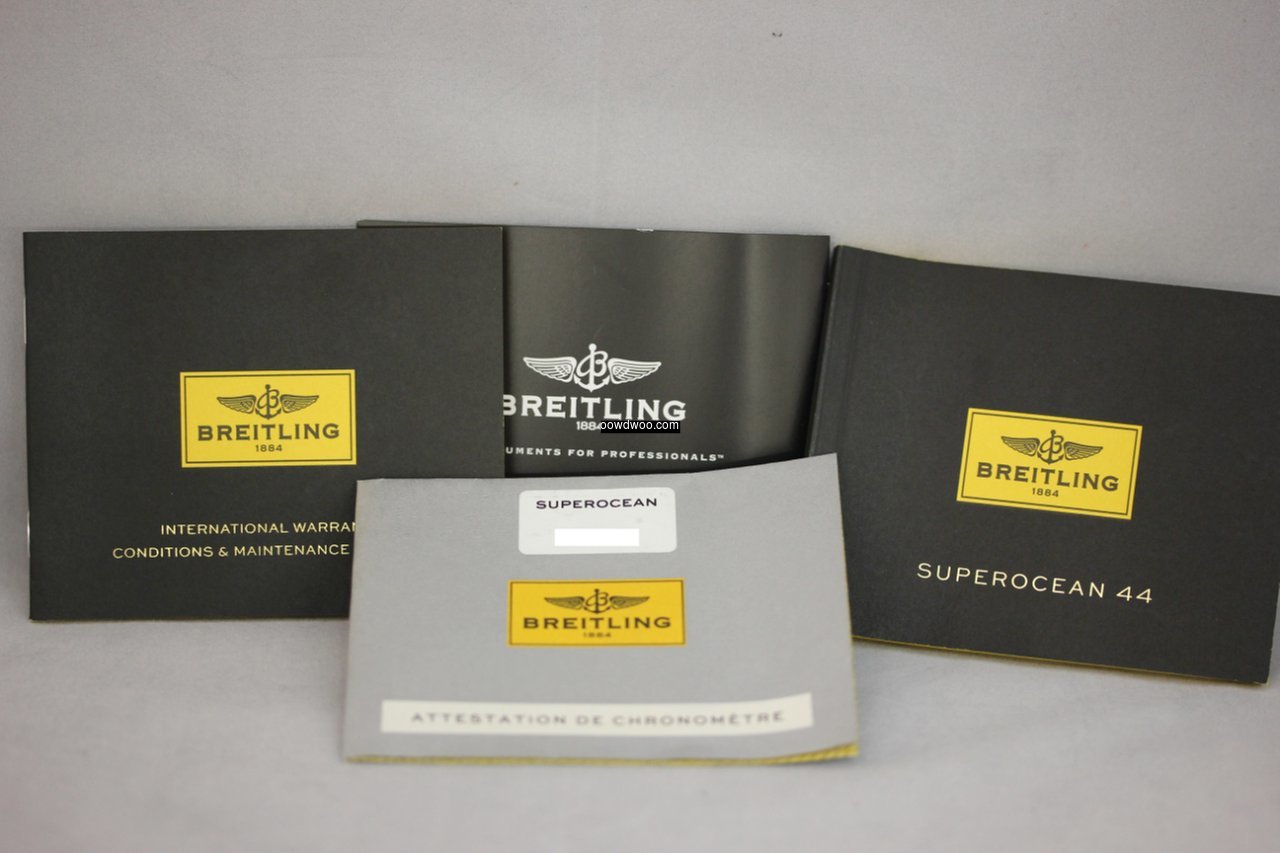 BREITLING
1884
INTERNATIONAL WARRAN
CONDITIONS & MAINTENANCE
BREITLING
1884
oowdwoo.com
UMENTS FOR PROFESSIONALS™
SUPEROCEAN
BREITLING
1884
ATTESTATION DE CHRONOMÈTRE
BREITLING
1884
SUPEROCEAN 44